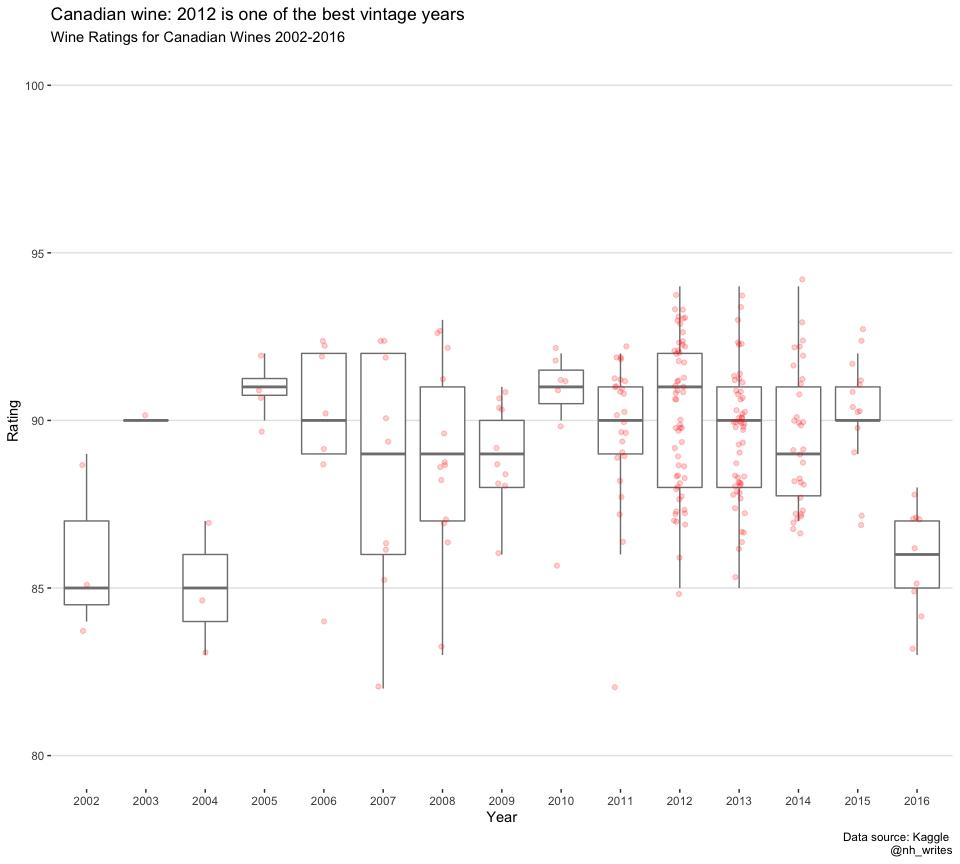 Canadian wine: 2012 is one of the best vintage years
Wine Ratings for Canadian Wines 2002-2016
100
95
90
85
80
Rating
2002 2003 2004 2005 2006 2007 2008 2009 2010 2011 2012 2013 2014 2015 2016
Year
Data source: Kaggle
@nh_writes